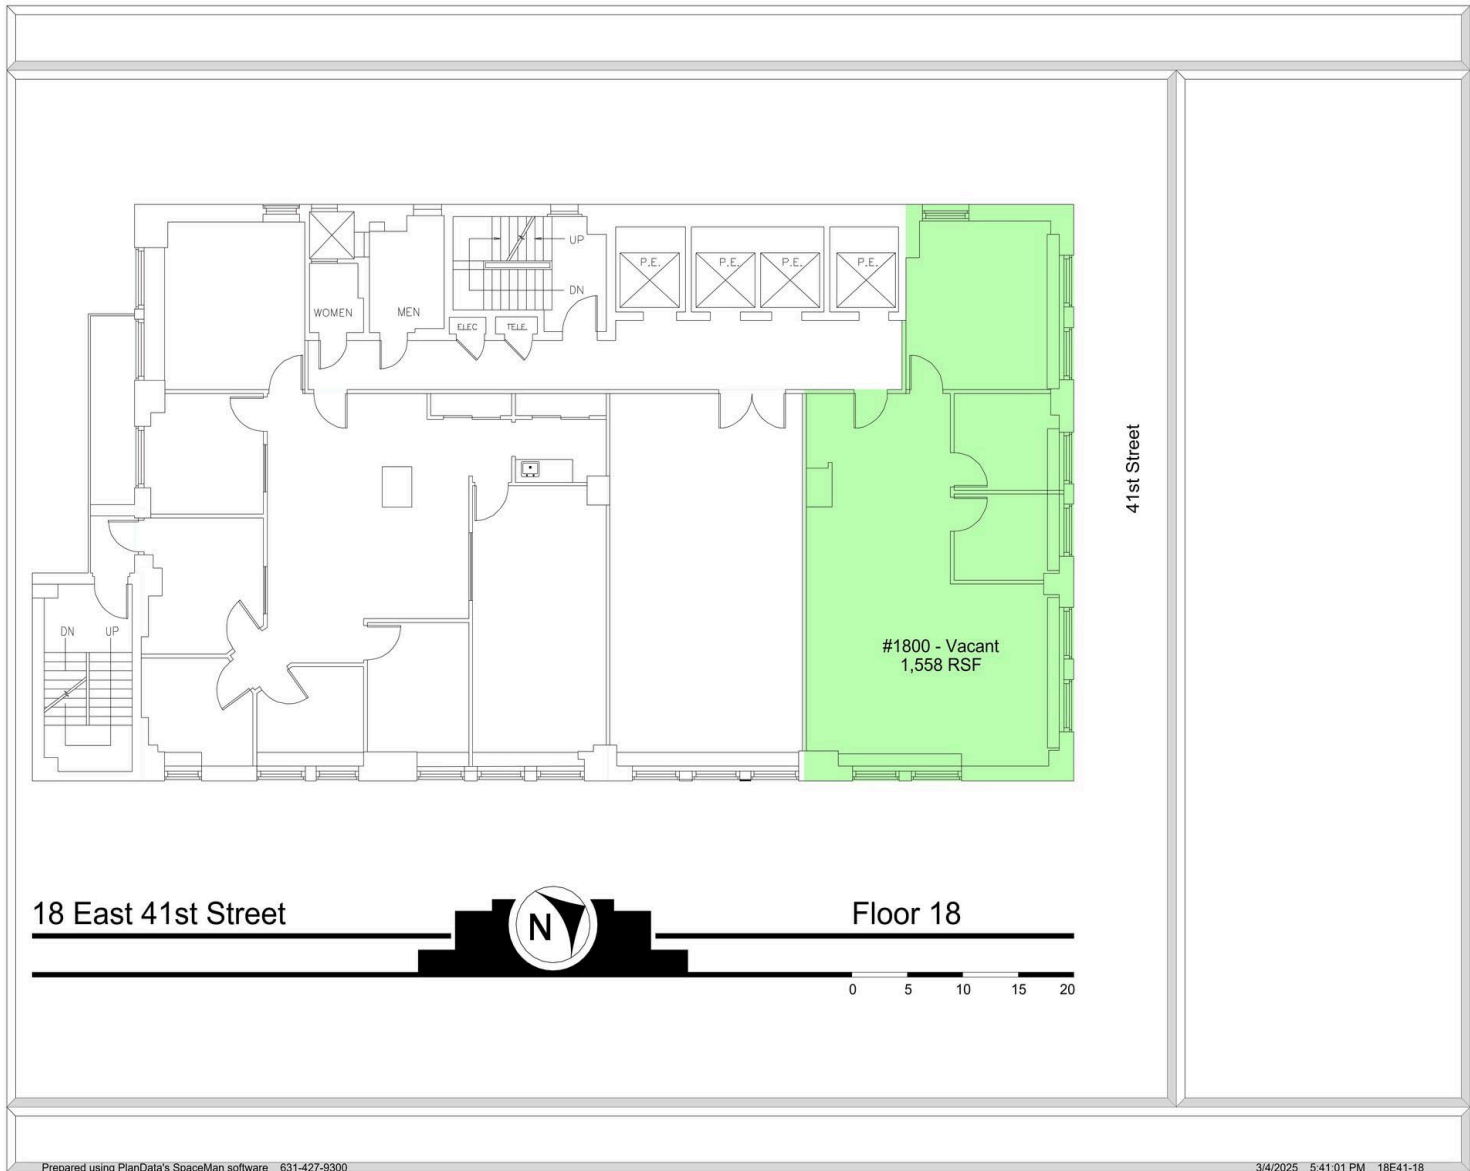 UP
P.E.
P.E.
P.E.
P.E.
DN
WOMEN
MEN
ELEC
TELE.
41st Street
DN
UP
#1800 - Vacant
1,558 RSF
18 East 41st Street
N
Floor 18
0 5 10 15 20
Prepared using PlanData's SpaceMan software 631-427-9300
3/4/2025 5:41:01 PM 18E41-18